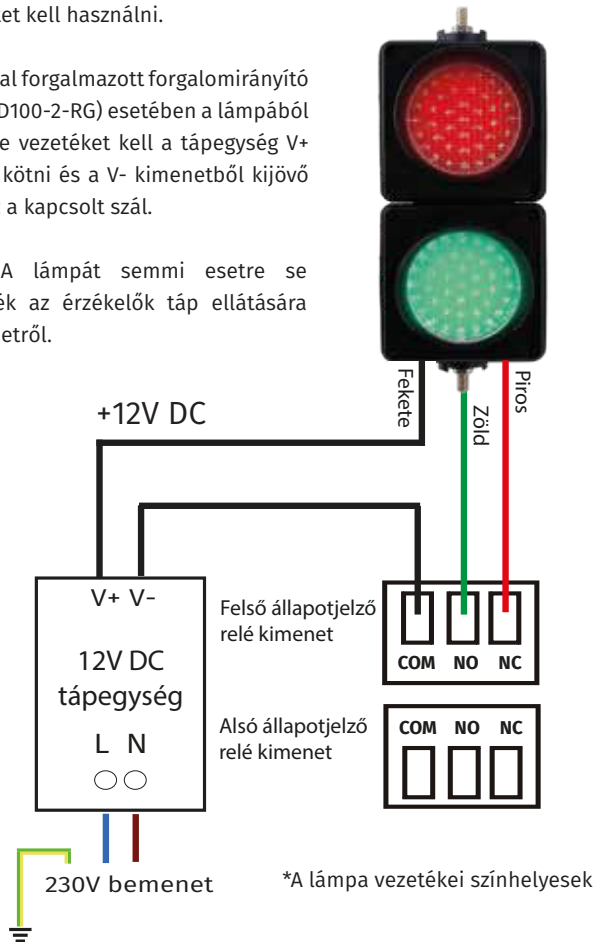 et kell használni.
al forgalmazott forgalomirányító
D100-2-RG) esetében a lámpából
e vezetéket kell a tápegység V+
kötni és a V- kimenetből kijövő
a kapcsolt szál.
A lámpát semmi esetre se
ék az érzékelők táp ellátására
etről.
+12V DC
Fekete
Zöld
Piros
V+ V-
12V DC
tápegység
L N
Felső állapotjelző
relé kimenet
COM NO NC
Alsó állapotjelző
relé kimenet
COM NO NC
230V bemenet
*A lámpa vezetékei színhelyesek